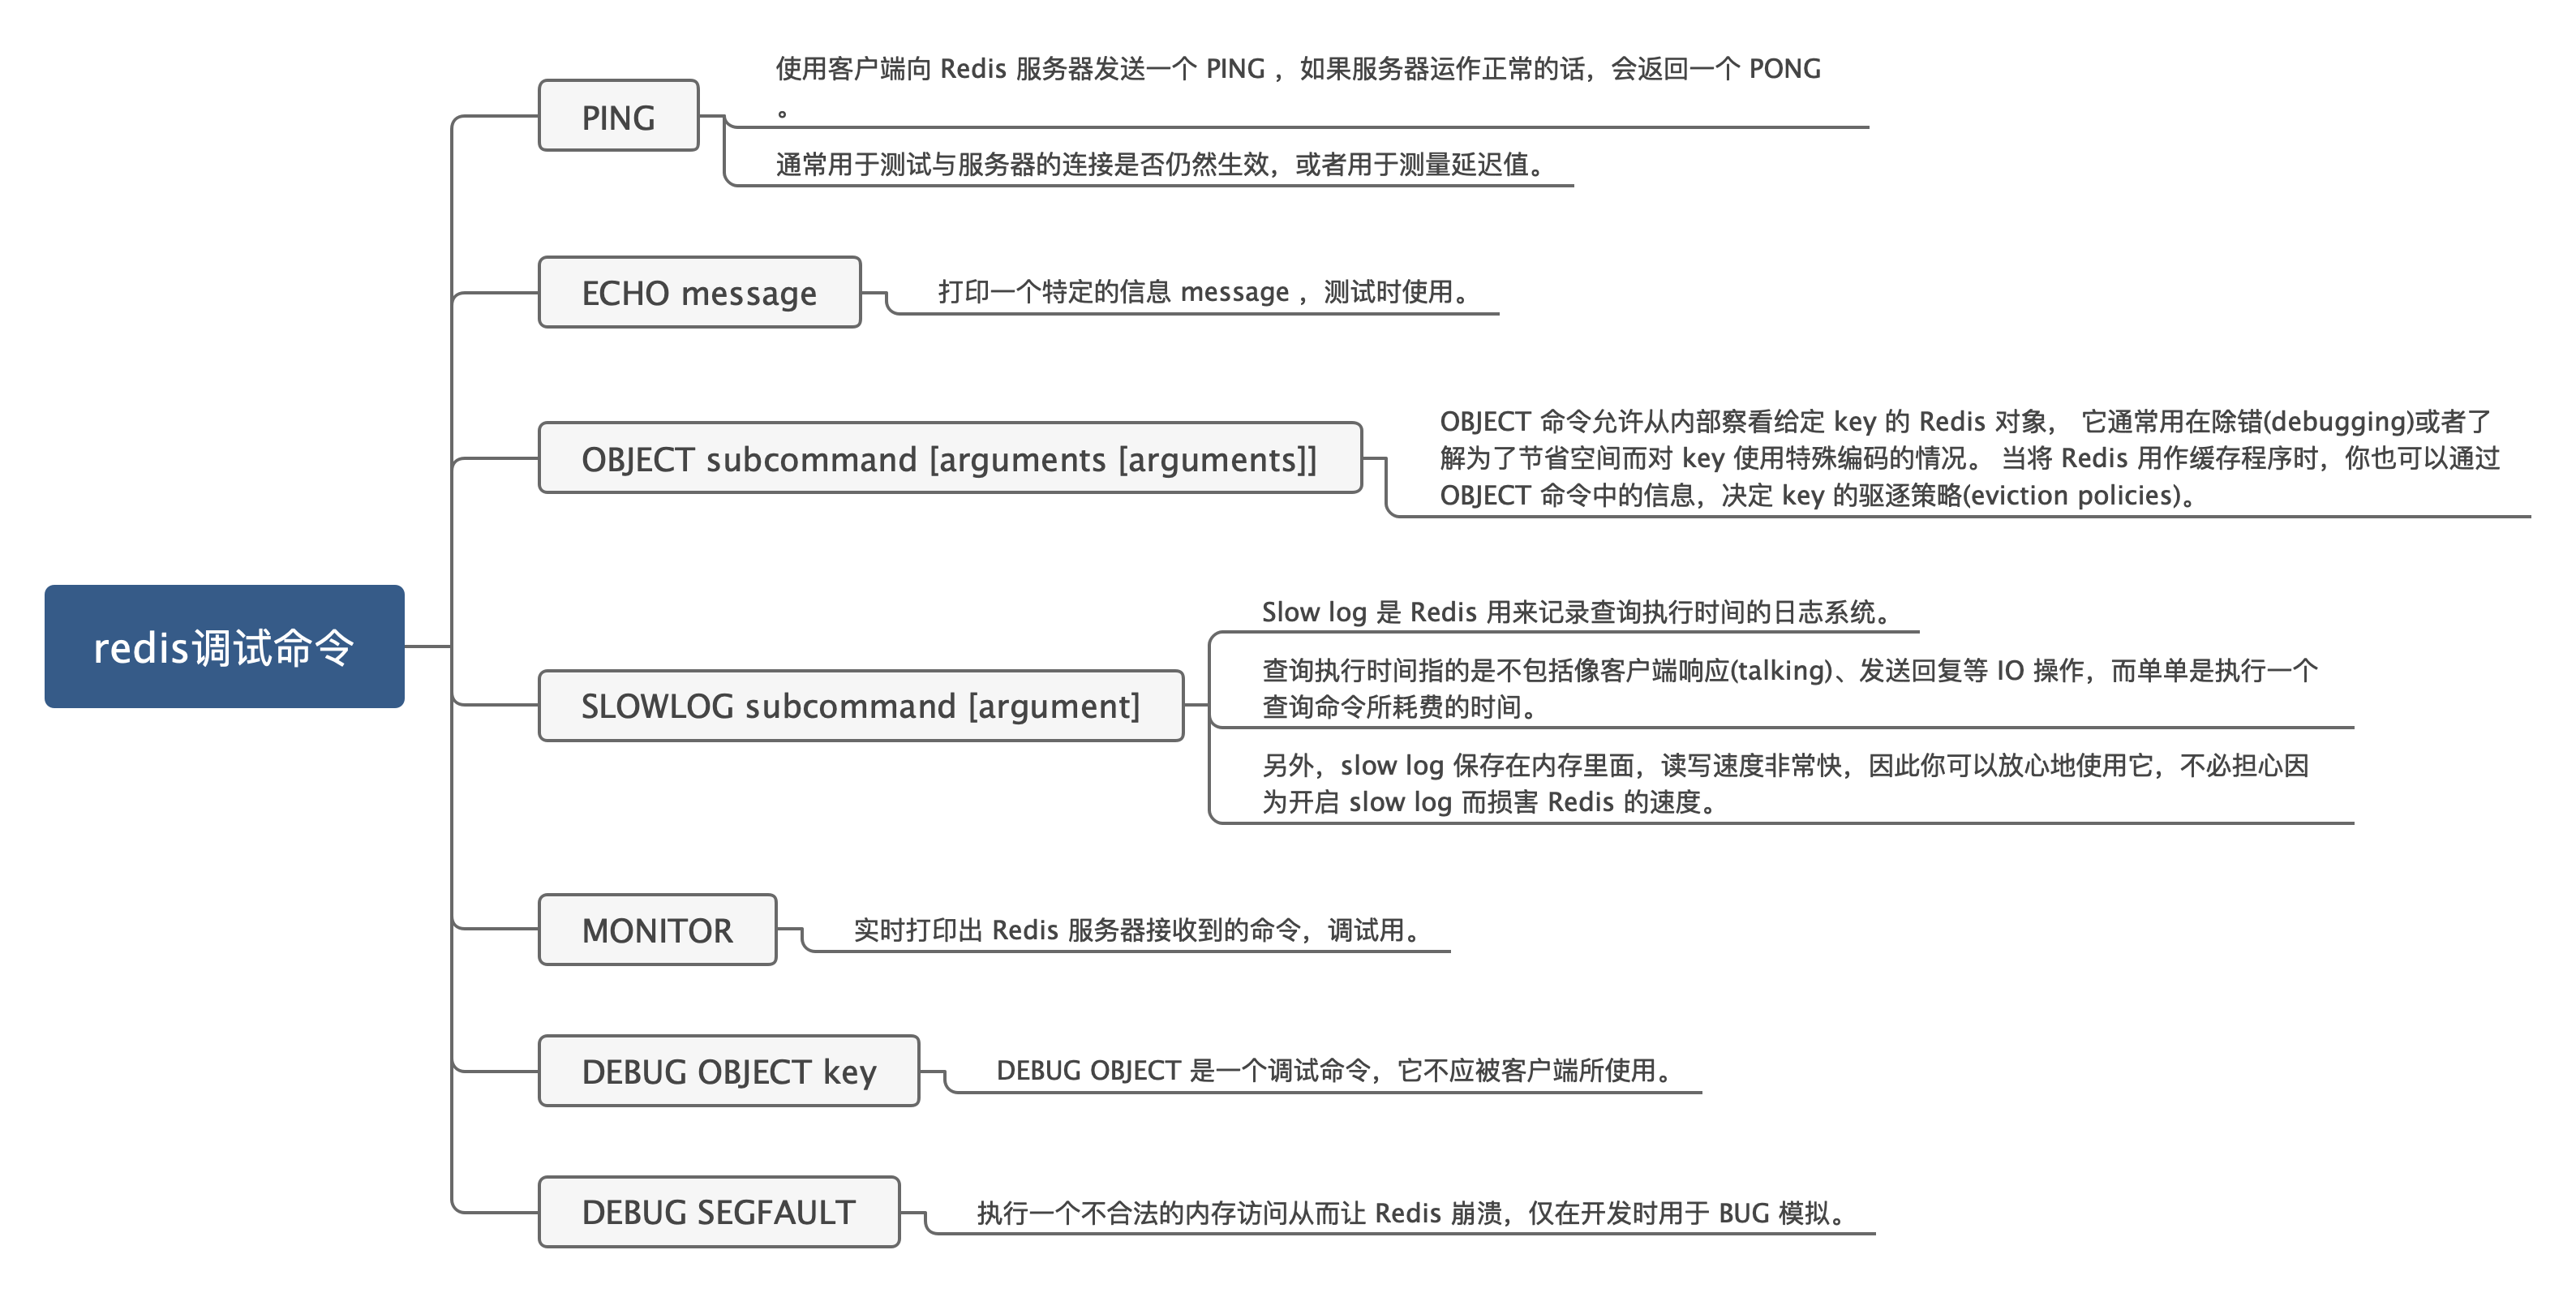 使用客户端向 Redis 服务器发送一个 PING ，如果服务器运作正常的话，会返回一个 PONG
。
PING
通常用于测试与服务器的连接是否仍然生效，或者用于测量延迟值。
ECHO message
打印一个特定的信息 message ，测试时使用。
OBJECT subcommand [arguments [arguments]]
OBJECT 命令允许从内部察看给定 key 的 Redis 对象， 它通常用在除错(debugging)或者了
解为了节省空间而对 key 使用特殊编码的情况。 当将 Redis 用作缓存程序时，你也可以通过
OBJECT 命令中的信息，决定 key 的驱逐策略(eviction policies)。
redis调试命令
SLOWLOG subcommand [argument]
Slow log 是 Redis 用来记录查询执行时间的日志系统。
查询执行时间指的是不包括像客户端响应(talking)、发送回复等 IO 操作，而单单是执行一个
查询命令所耗费的时间。
另外，slow log 保存在内存里面，读写速度非常快，因此你可以放心地使用它，不必担心因
为开启 slow log 而损害 Redis 的速度。
MONITOR
实时打印出 Redis 服务器接收到的命令，调试用。
DEBUG OBJECT key
DEBUG OBJECT 是一个调试命令，它不应被客户端所使用。
DEBUG SEGFAULT
执行一个不合法的内存访问从而让 Redis 崩溃，仅在开发时用于 BUG 模拟。